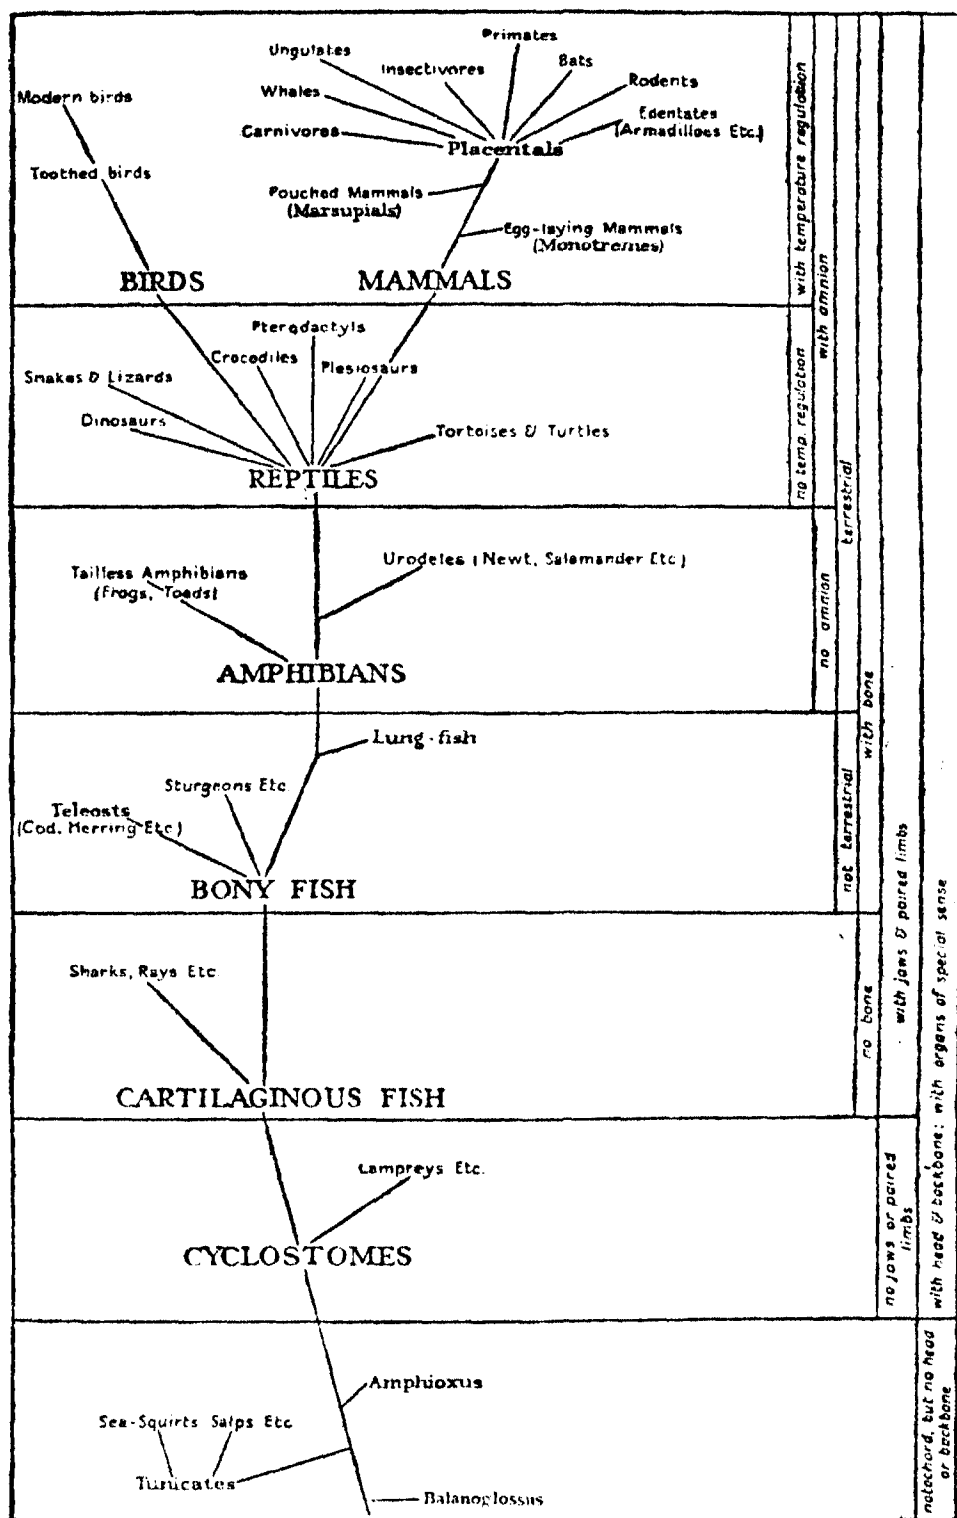 Primates
Ungulates
Insectivores
Bats
Whales
Rodents
Modern birds
Carnivores
Edentates
(Armadilloes Etc.)
Placentals
Toothed birds
Pouched Mammals
(Marsupials)
Egg-laying Mammals
(Monotremes)
BIRDS
MAMMALS
Pterodactyls
Crocodiles
Plesiosaurs
Snakes & Lizards
Dinosaurs
Tortoises & Turtles
REPTILES
Urodeles (Newt, Salamander Etc)
Tailless Amphibians
(Frogs, Toads)
AMPHIBIANS
Lung-fish
Sturgeons Etc.
Teleosts
(Cod, Herring Etc)
BONY FISH
Sharks, Rays Etc.
CARTILAGINOUS FISH
Lampreys Etc.
CYCLOSTOMES
Amphioxus
Sea-Squirts Salps Etc
Tunicates
Balanoglossus
with temperature regulation
no temp. regulation
with amnion
no amnion
terrestrial
not terrestrial
with bone
no bone
with jaws & paired limbs
no jaws or paired
limbs
with head & backbone: with organs of special sense
notochord, but no head
or backbone